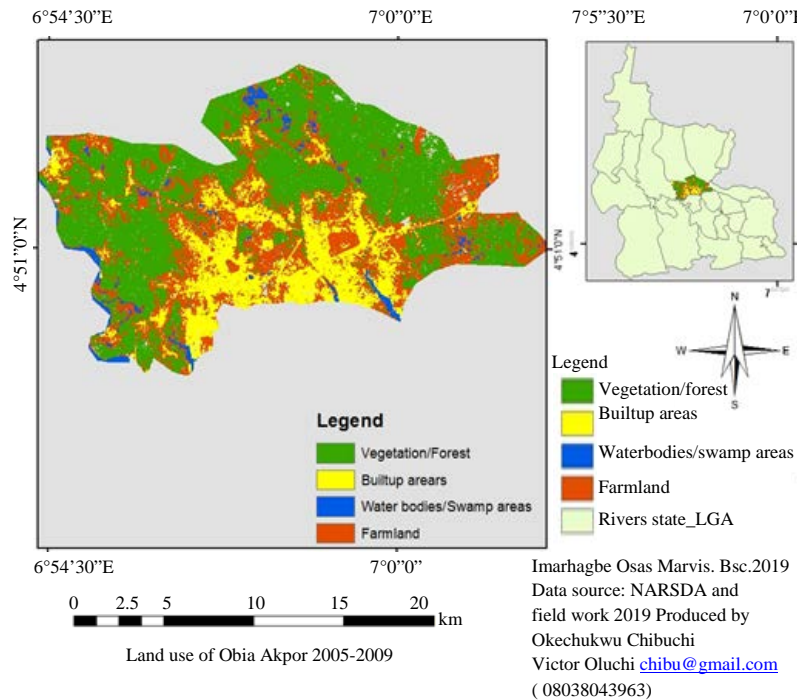 6°54'30”E
7°0'0”E
7°5'30”E
7°0'0”E
4°51'0”N
4°51'0”N
4
7°
N
W
E
S
Legend
Vegetation/Forest
Builtup arears
Water bodies/Swamp areas
Farmland
Legend
Vegetation/forest
Builtup areas
Waterbodies/swamp areas
Farmland
Rivers state_LGA
6°54'30”E
7°0'0”
0 2.5 5 10 15 20
km
Land use of Obia Akpor 2005-2009
Imarhagbe Osas Marvis. Bsc.2019
Data source: NARSDA and
field work 2019 Produced by
Okechukwu Chibuchi
Victor Oluchi chibu@gmail.com
( 08038043963)